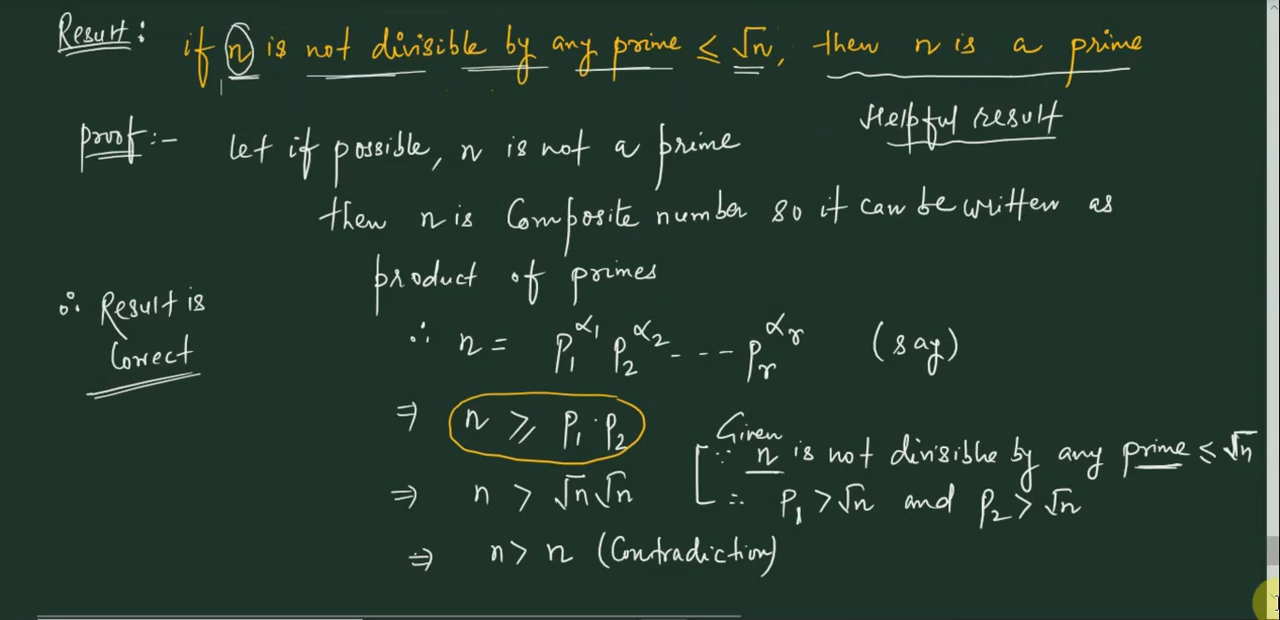 Result: if n is not divisible by any prime ≤ √n, then n is a prime
Helpful result
proof:- let if possible, n is not a prime
then n is Composite number so it can be written as
product of primes
∴ n = p₁^α₁ p₂^α₂ ---- pᵣ^αᵣ (say)
∴ Result is
Correct
⇒ n ⩾ p₁·p₂
Given
∵ n is not divisible by any prime ≤ √n
⇒ n > √n√n
∴ p₁ > √n and p₂ > √n
⇒ n > n (Contradiction)